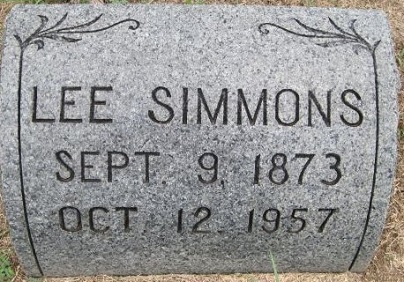 LEE SIMMONS
SEPT. 9, 1873
OCT. 12. 1957